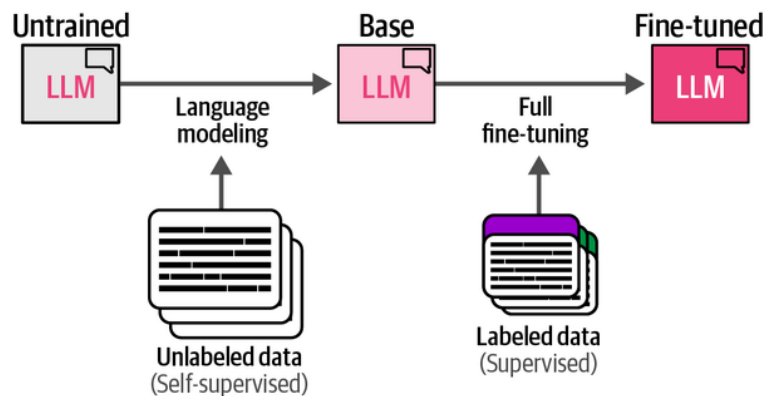 Untrained
Base
Fine-tuned
LLM
LLM
LLM
Language
modeling
Full
fine-tuning
Unlabeled data
(Self-supervised)
Labeled data
(Supervised)